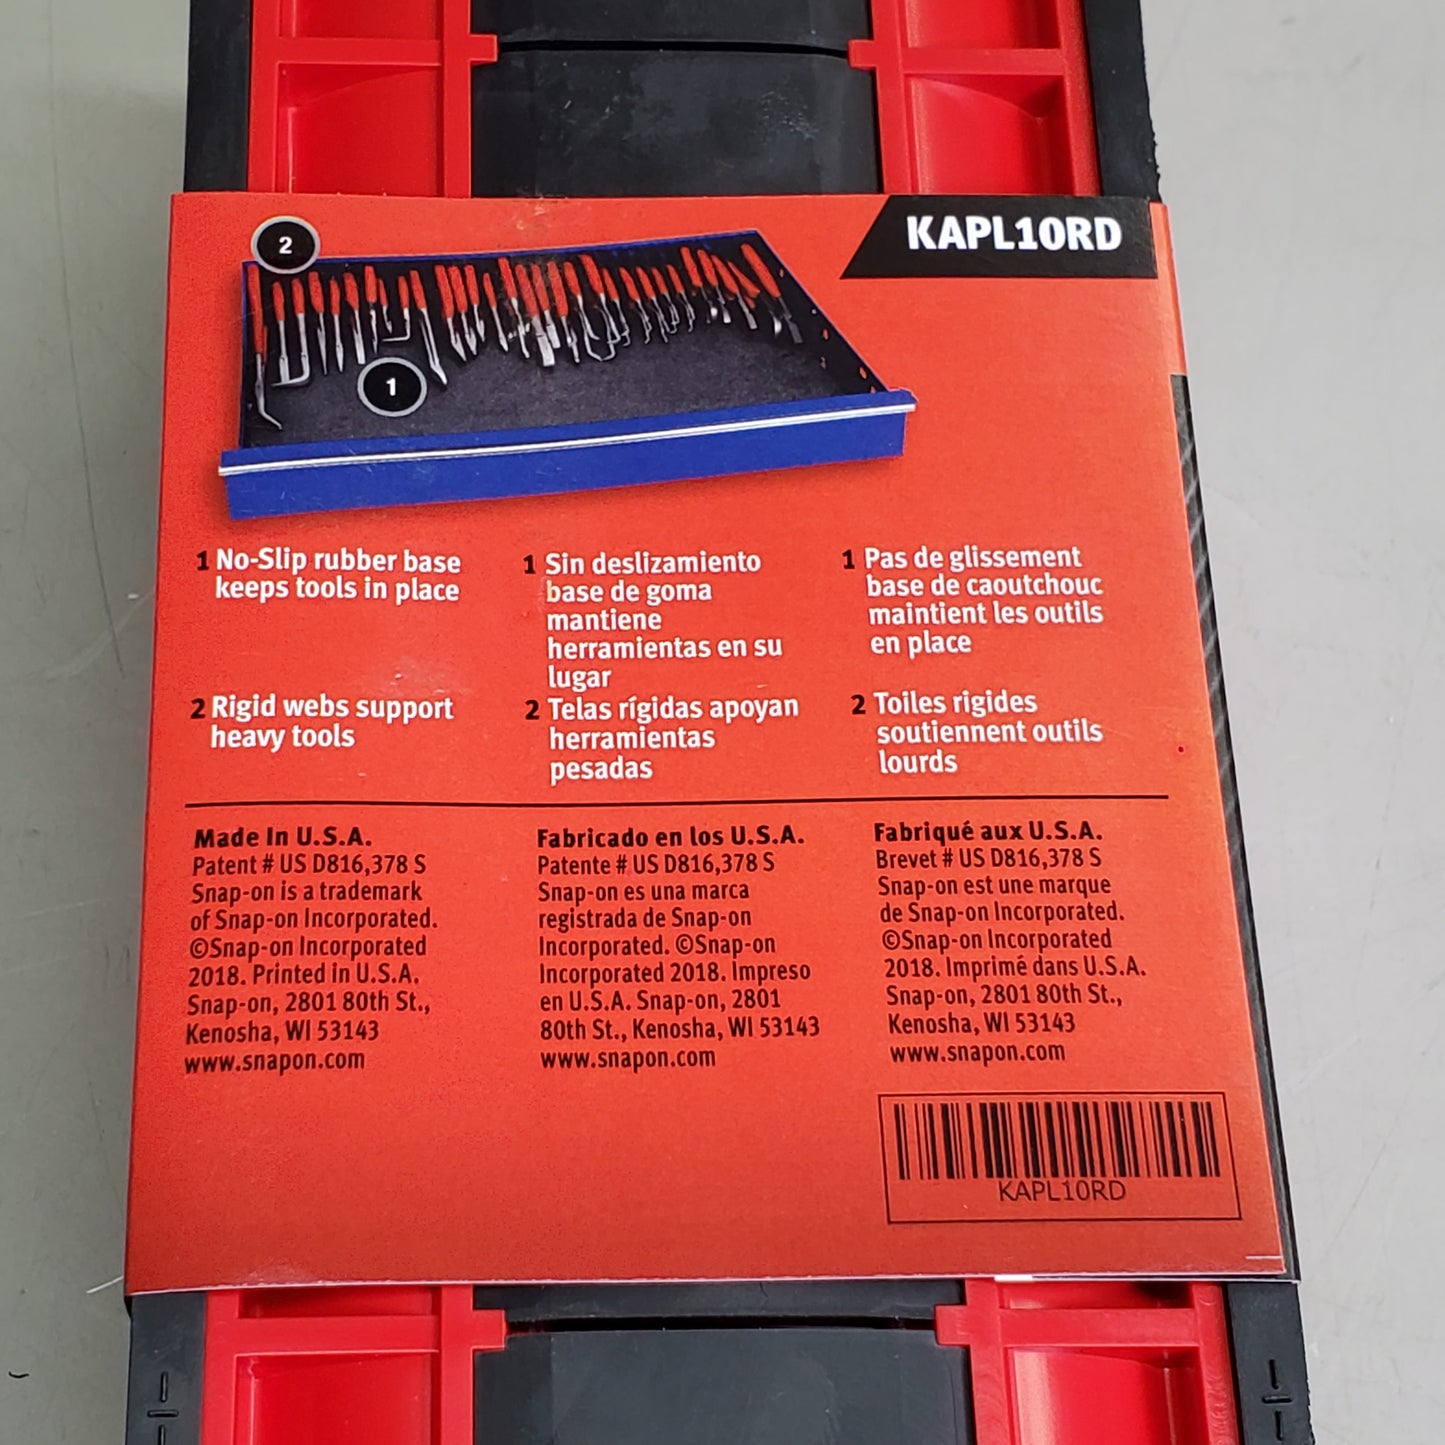 KAPL10RD
2
1
1 No-Slip rubber base
keeps tools in place
2 Rigid webs support
heavy tools
1 Sin deslizamiento
base de goma
mantiene
herramientas en su
lugar
2 Telas rígidas apoyan
herramientas
pesadas
1 Pas de glissement
base de caoutchouc
maintient les outils
en place
2 Toiles rigides
soutiennent outils
lourds
Made In U.S.A.
Patent # US D816,378 S
Snap-on is a trademark
of Snap-on Incorporated.
©Snap-on Incorporated
2018. Printed in U.S.A.
Snap-on, 2801 80th St.,
Kenosha, WI 53143
www.snapon.com
Fabricado en los U.S.A.
Patente # US D816,378 S
Snap-on es una marca
registrada de Snap-on
Incorporated. ©Snap-on
Incorporated 2018. Impreso
en U.S.A. Snap-on, 2801
80th St., Kenosha, WI 53143
www.snapon.com
Fabriqué aux U.S.A.
Brevet # US D816,378 S
Snap-on est une marque
de Snap-on Incorporated.
©Snap-on Incorporated
2018. Imprimé dans U.S.A.
Snap-on, 2801 80th St.,
Kenosha, WI 53143
www.snapon.com
KAPL10RD